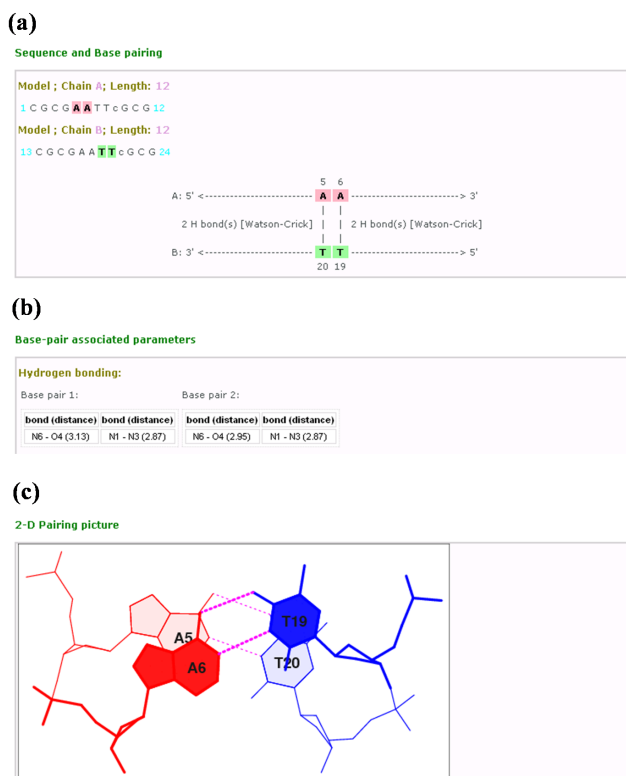 (a)
Sequence and Base pairing
Model ; Chain A; Length: 12
1 C G C G A A T T c G C G 12
Model ; Chain B; Length: 12
13 C G C G A A T T c G C G 24
5 6
A: 5' <---------------------- A A ----------------------> 3'
| |
2 H bond(s) [Watson-Crick] | | 2 H bond(s) [Watson-Crick]
| |
B: 3' <---------------------- T T ----------------------> 5'
20 19
(b)
Base-pair associated parameters
Hydrogen bonding:
Base pair 1: Base pair 2:
bond (distance) bond (distance) bond (distance) bond (distance)
N6 - O4 (3.13) N1 - N3 (2.87) N6 - O4 (2.95) N1 - N3 (2.87)
(c)
2-D Pairing picture
T19
A5
A6 T20